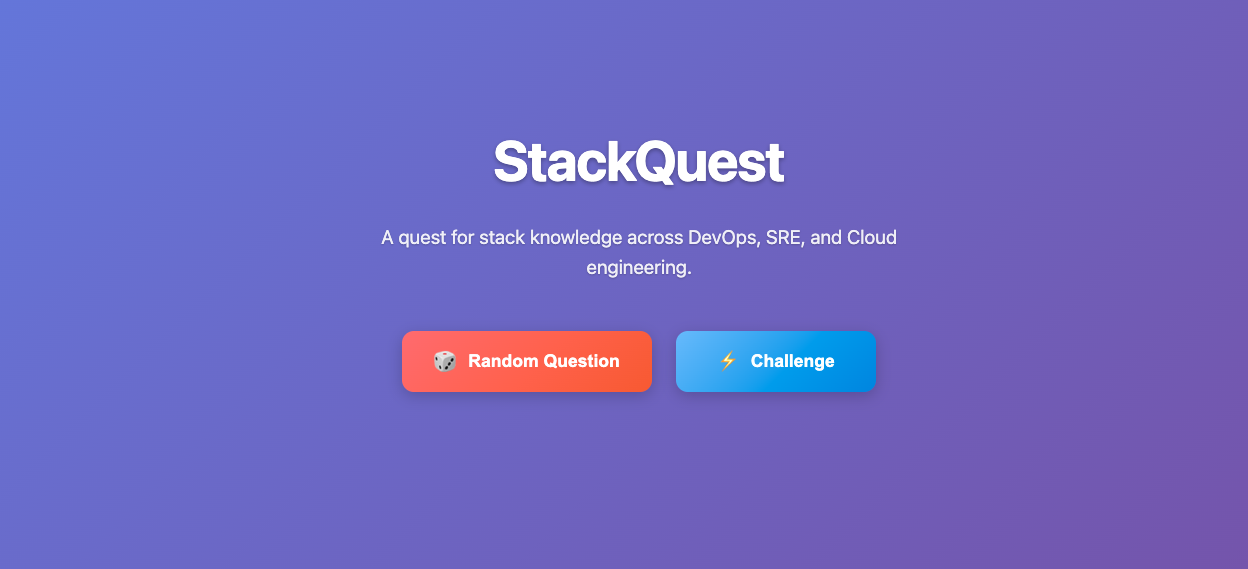 StackQuest
A quest for stack knowledge across DevOps, SRE, and Cloud
engineering.
Random Question
Challenge